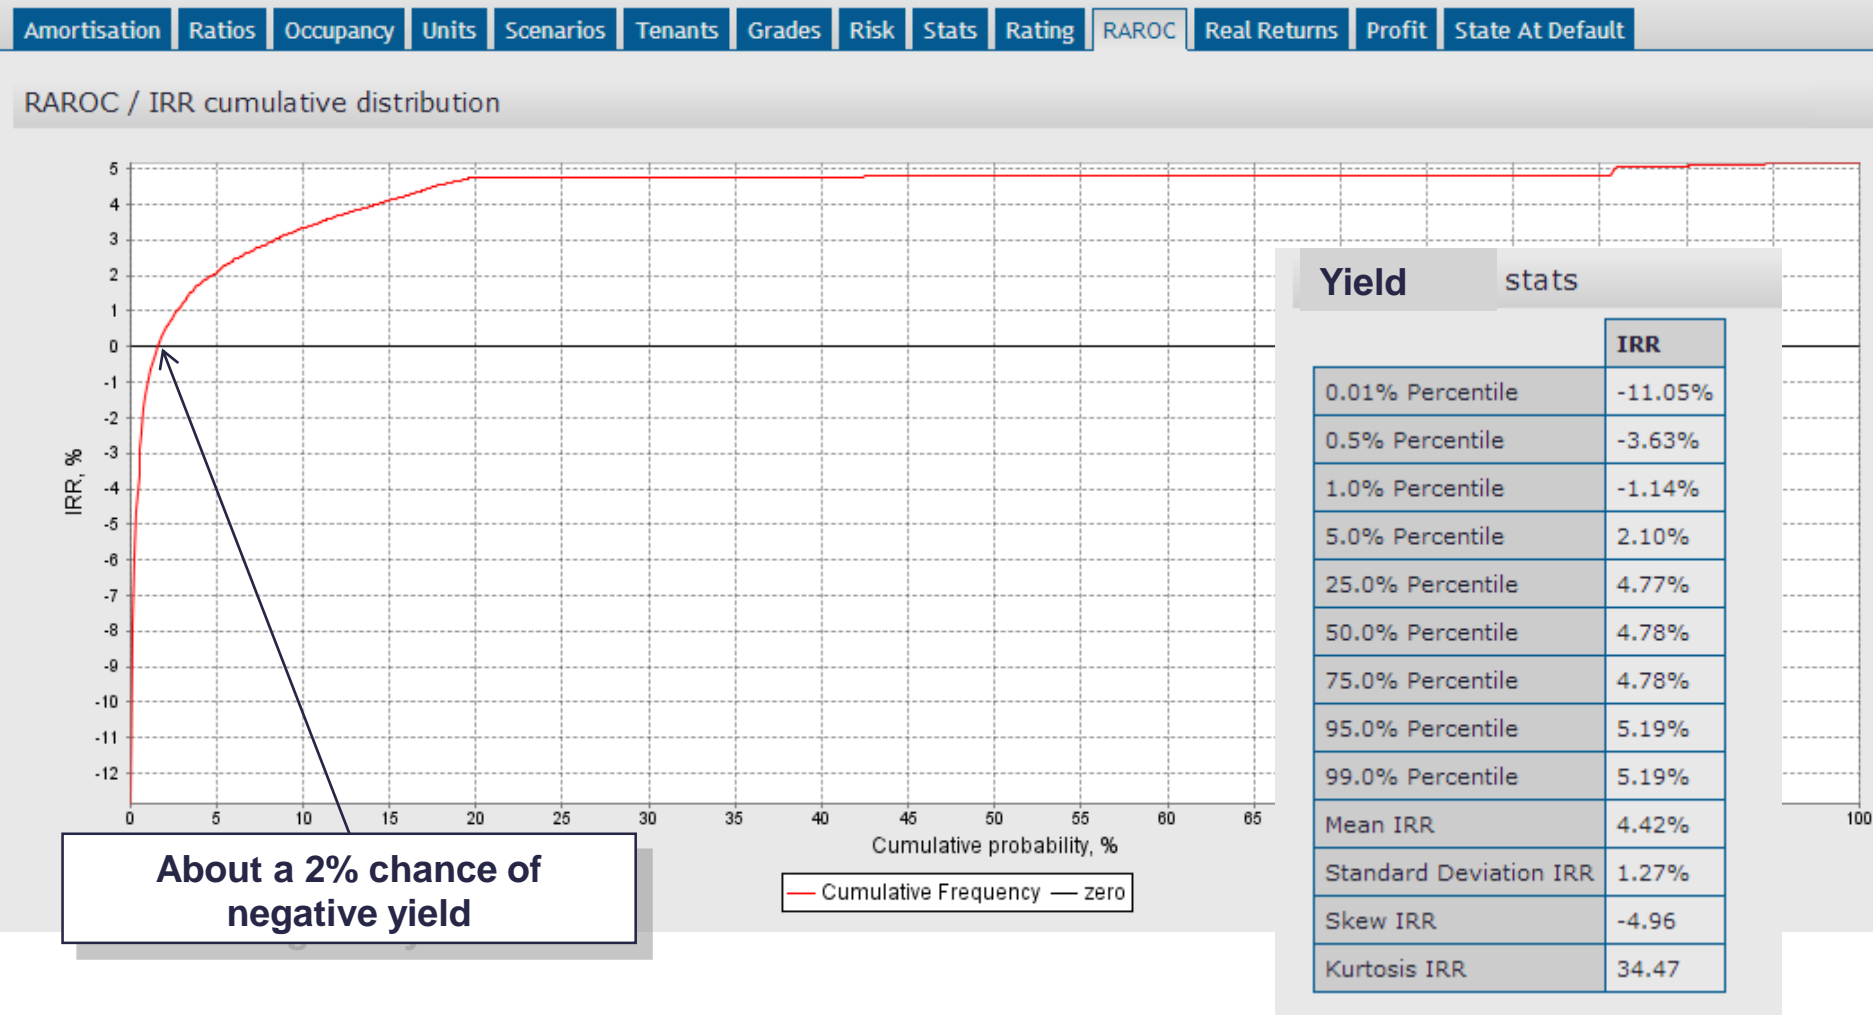 Amortisation Ratios Occupancy Units Scenarios Tenants Grades Risk Stats Rating RAROC Real Returns Profit State At Default
RAROC / IRR cumulative distribution
5
4
3
2
1
0
-1
-2
-3
-4
-5
-6
-7
-8
-9
-10
-11
-12
IRR, %
0 5 10 15 20 25 30 35 40 45 50 55 60 65 100
Cumulative probability, %
Cumulative Frequency zero
About a 2% chance of
negative yield
Yield stats
IRR
0.01% Percentile -11.05%
0.5% Percentile -3.63%
1.0% Percentile -1.14%
5.0% Percentile 2.10%
25.0% Percentile 4.77%
50.0% Percentile 4.78%
75.0% Percentile 4.78%
95.0% Percentile 5.19%
99.0% Percentile 5.19%
Mean IRR 4.42%
Standard Deviation IRR 1.27%
Skew IRR -4.96
Kurtosis IRR 34.47